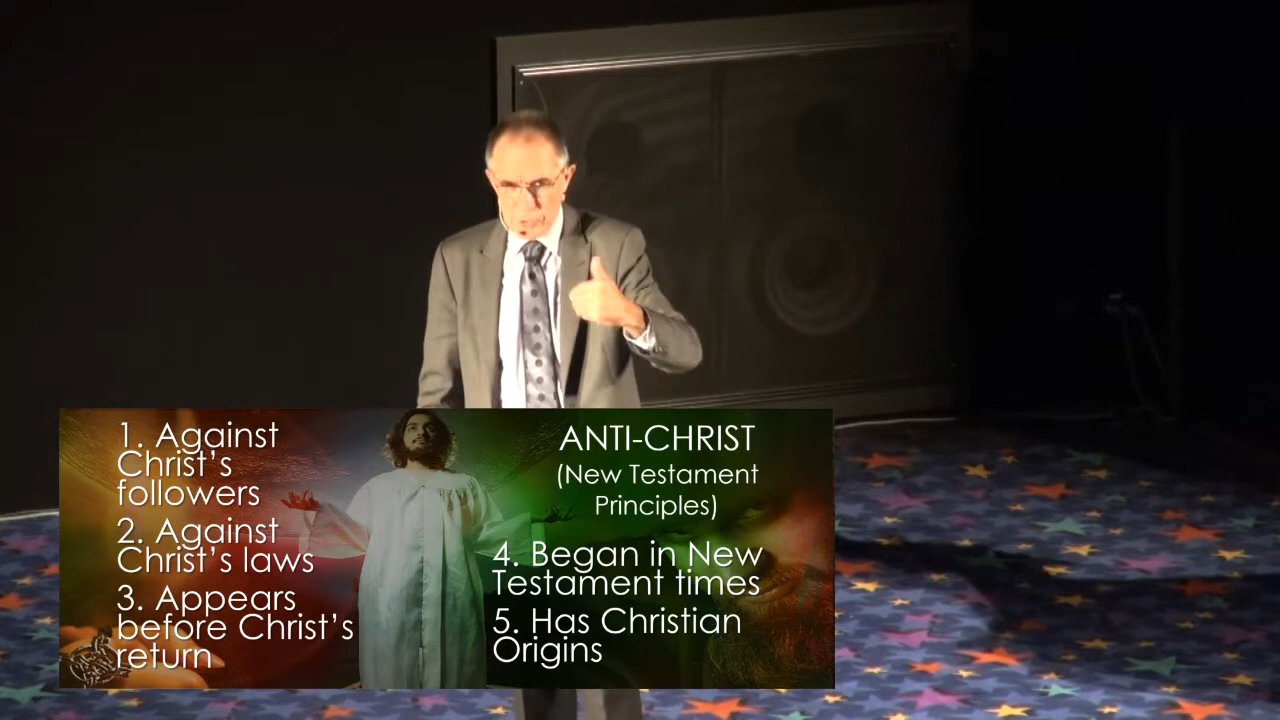 1. Against
Christ's
followers
2. Against
Christ's laws
3. Appears
before Christ's
return
ANTI-CHRIST
(New Testament
Principles)
4. Began in New
Testament times
5. Has Christian
Origins